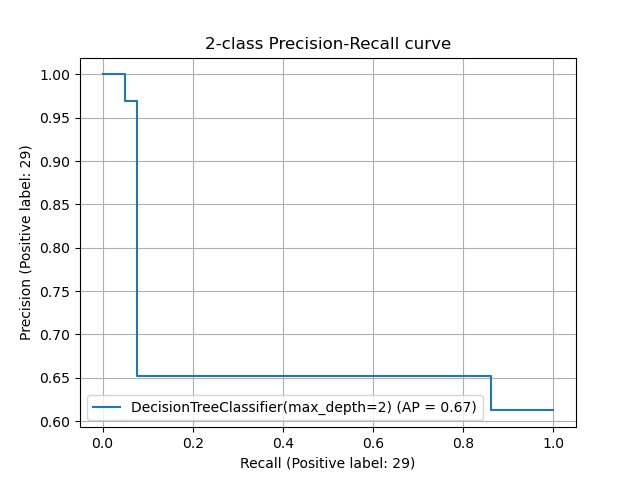 2-class Precision-Recall curve
Precision (Positive label: 29)
1.00
0.95
0.90
0.85
0.80
0.75
0.70
0.65
0.60
DecisionTreeClassifier(max_depth=2) (AP = 0.67)
0.0 0.2 0.4 0.6 0.8 1.0
Recall (Positive label: 29)